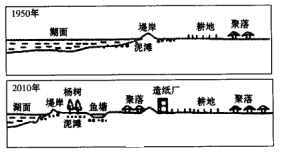 1950年
湖面 堤岸 泥滩 耕地 聚落
2010年
湖面 堤岸 杨树 泥滩 鱼塘 聚落 造纸厂 耕地 聚落